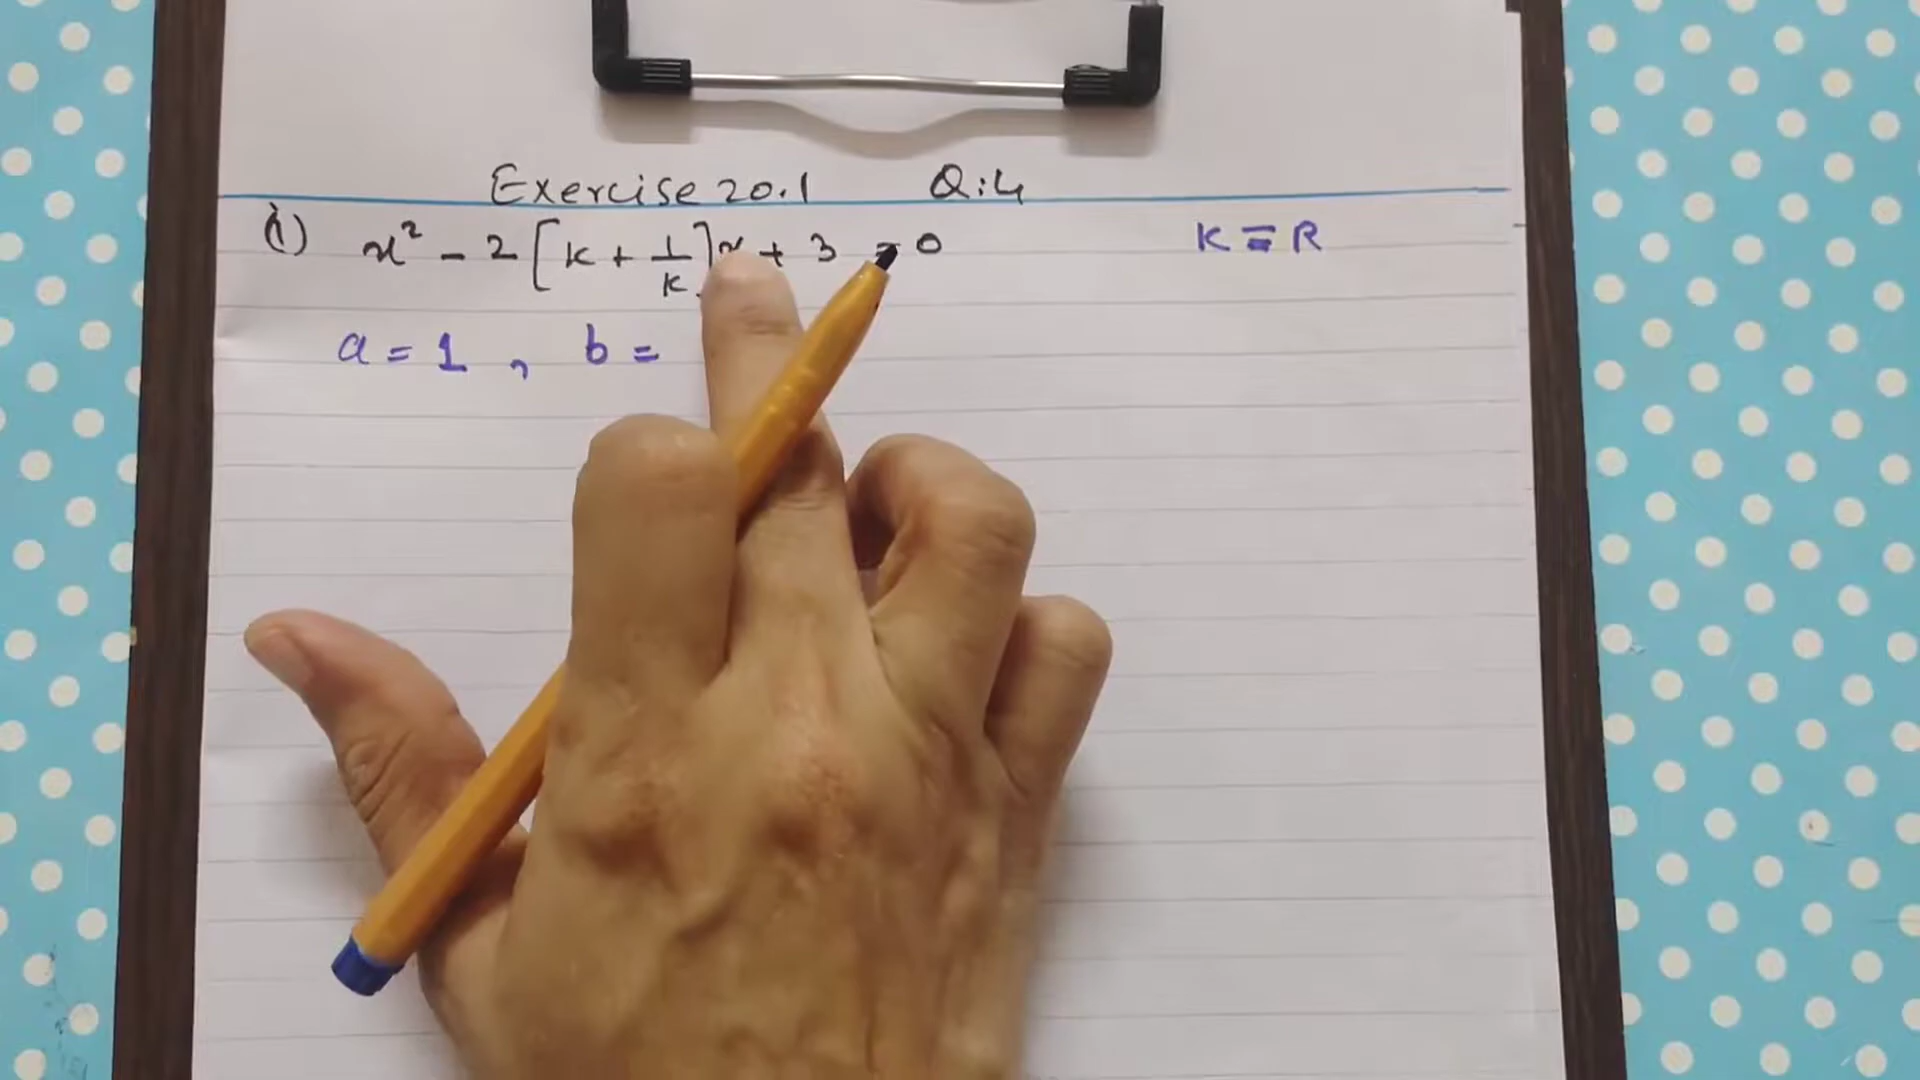 Exercise 20.1 Q:4
(i) x² - 2 [k + 1/k] x + 3 = 0 K = R
a = 1 , b =